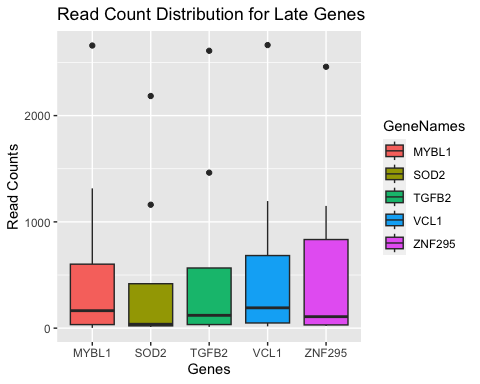 Read Count Distribution for Late Genes
Read Counts
2000
1000
0
MYBL1 SOD2 TGFB2 VCL1 ZNF295
Genes
GeneNames
MYBL1
SOD2
TGFB2
VCL1
ZNF295